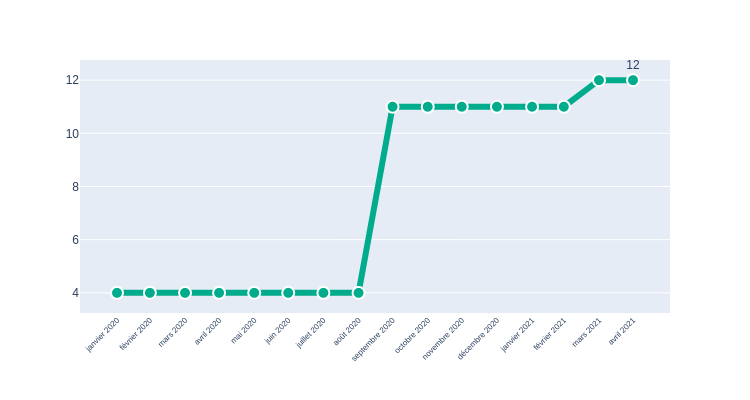 12
12
10
8
6
4
janvier 2020
février 2020
mars 2020
avril 2020
mai 2020
juin 2020
juillet 2020
août 2020
septembre 2020
octobre 2020
novembre 2020
décembre 2020
janvier 2021
février 2021
mars 2021
avril 2021